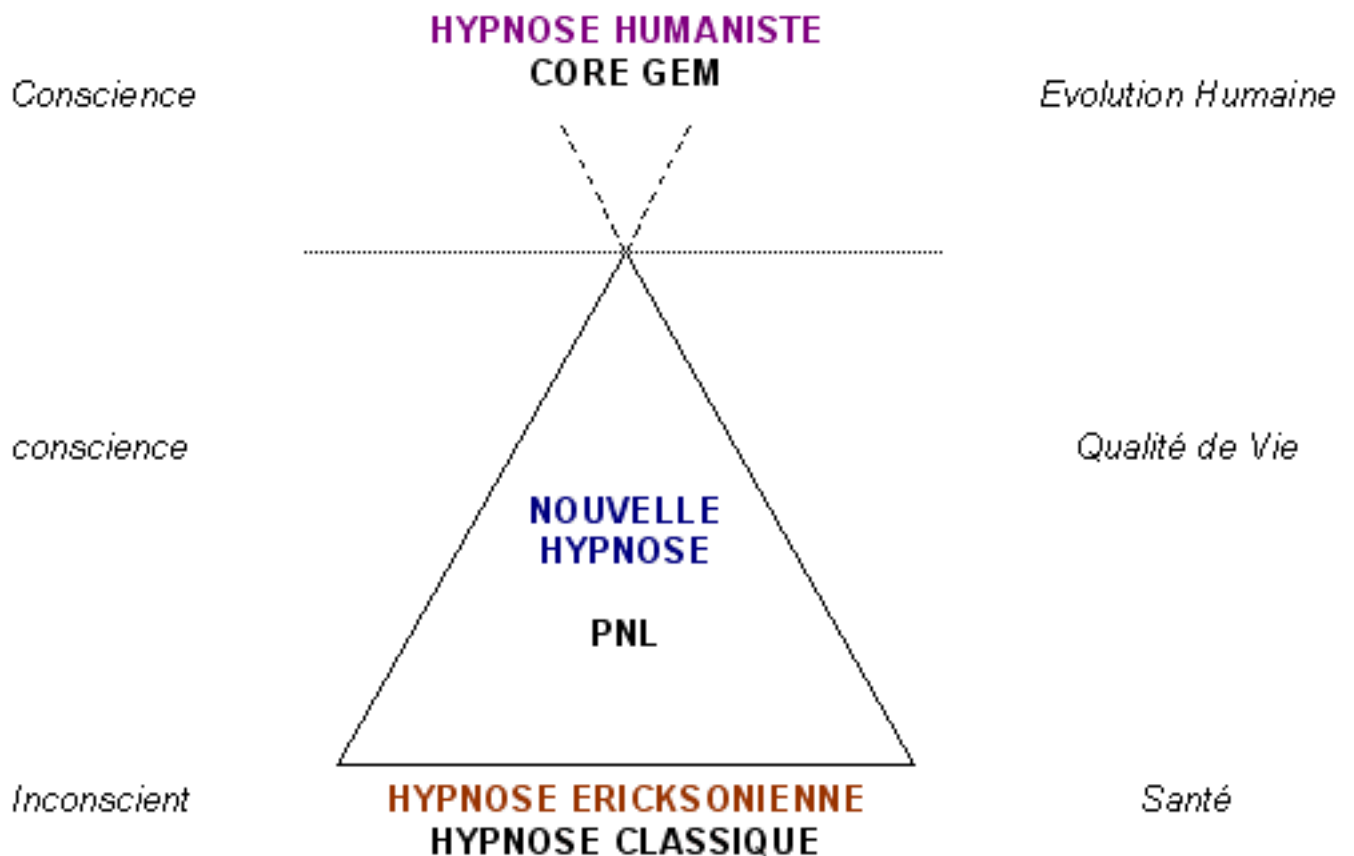 HYPNOSE HUMANISTE
CORE GEM
Conscience
Evolution Humaine
conscience
Qualité de Vie
NOUVELLE
HYPNOSE
PNL
Inconscient
HYPNOSE ERICKSONIENNE
Santé
HYPNOSE CLASSIQUE